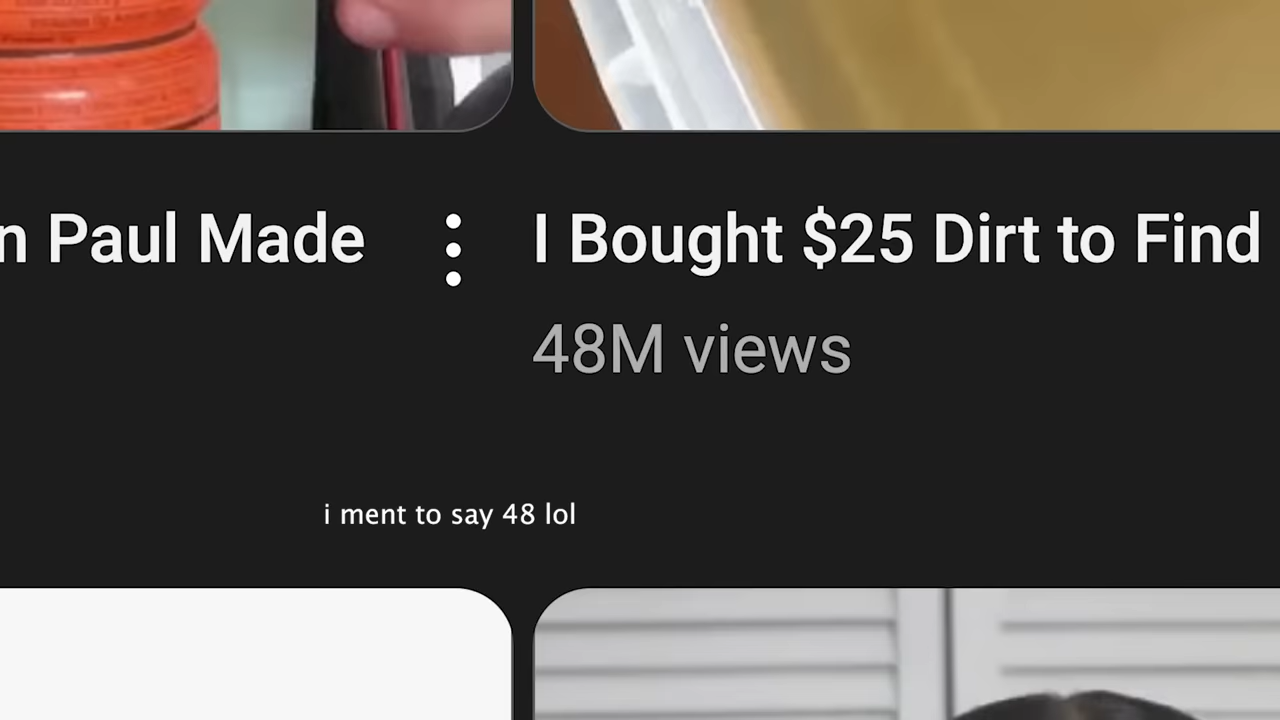 n Paul Made
I Bought $25 Dirt to Find
48M views
i ment to say 48 lol